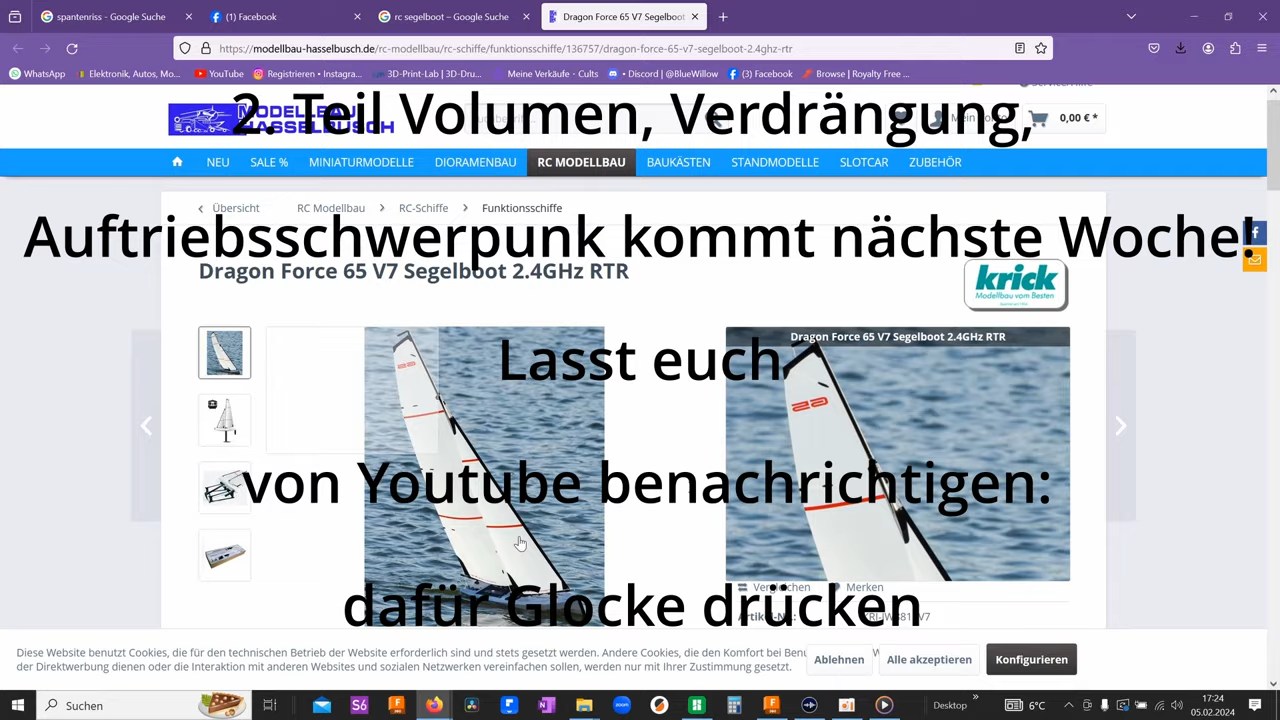 spantenriss - Google Suche
(1) Facebook
rc segelboot – Google Suche
Dragon Force 65 V7 Segelboot
https://modellbau-hasselbusch.de/rc-modellbau/rc-schiffe/funktionsschiffe/136757/dragon-force-65-v7-segelboot-2.4ghz-rtr
WhatsApp
Elektronik, Autos, Mo...
YouTube
Registrieren • Instagra...
3D-Print-Lab | 3D-Dru...
Meine Verkäufe · Cults
• Discord | @BlueWillow
(3) Facebook
Browse | Royalty Free ...
2. Teil Volumen, Verdrängung,
0,00 € *
NEU
SALE %
MINIATURMODELLE
DIORAMENBAU
RC MODELLBAU
BAUKÄSTEN
STANDMODELLE
SLOTCAR
ZUBEHÖR
Übersicht
RC Modellbau
RC-Schiffe
Funktionsschiffe
Auftriebsschwerpunk kommt nächste Woche!
Dragon Force 65 V7 Segelboot 2.4GHz RTR
krick
Modellbau vom Besten
Dragon Force 65 V7 Segelboot 2.4GHz RTR
Lasst euch
von Youtube benachrichtigen:
Vergleichen
Merken
dafür Glocke drücken
Diese Website benutzt Cookies, die für den technischen Betrieb der Website erforderlich sind und stets gesetzt werden. Andere Cookies, die den Komfort bei
der Direktwerbung dienen oder die Interaktion mit anderen Websites und sozialen Netzwerken vereinfachen sollen, werden nur mit Ihrer Zustimmung gesetzt.
Ablehnen
Alle akzeptieren
Konfigurieren
Suchen
Desktop
6°C
17:24
05.02.2024